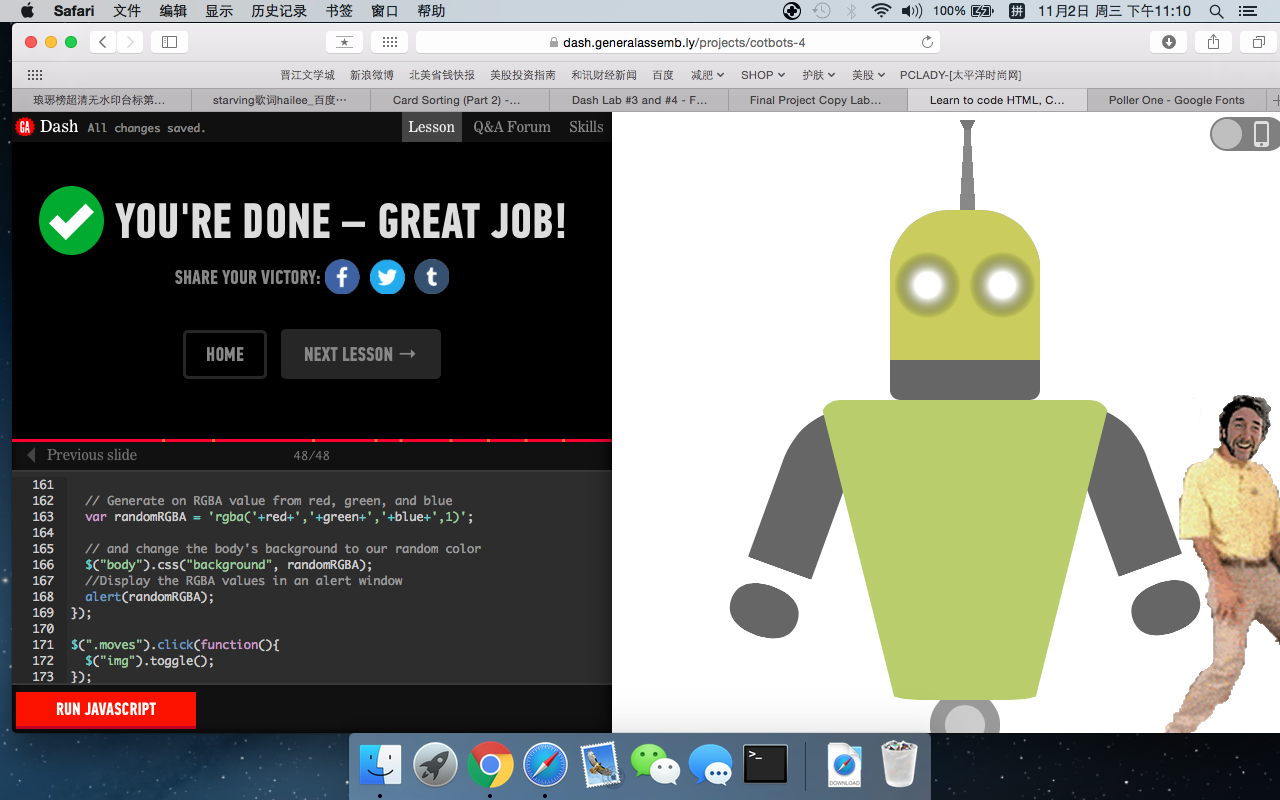 Safari 文件 编辑 显示 历史记录 书签 窗口 帮助 100% 拼 11月2日 周三 下午11:10
dash.generalassemb.ly/projects/cotbots-4
晋江文学城 新浪微博 北美省钱快报 美股投资指南 和讯财经新闻 百度 减肥 SHOP 护肤 美股 PCLADY-[太平洋时尚网]
琅琊榜超清无水印台标第… starving歌词hailee_百度… Card Sorting (Part 2) -... Dash Lab #3 and #4 - F... Final Project Copy Lab... Learn to code HTML, C... Poller One - Google Fonts
GA Dash All changes saved. Lesson Q&A Forum Skills
YOU'RE DONE – GREAT JOB!
SHARE YOUR VICTORY: f t
HOME NEXT LESSON →
Previous slide 48/48
161
162 // Generate on RGBA value from red, green, and blue
163 var randomRGBA = 'rgba('+red+','+green+','+blue+',1)';
164
165 // and change the body's background to our random color
166 $("body").css("background", randomRGBA);
167 //Display the RGBA values in an alert window
168 alert(randomRGBA);
169 });
170
171 $(".moves").click(function(){
172 $("img").toggle();
173 });
RUN JAVASCRIPT
>_
DOWNLOAD